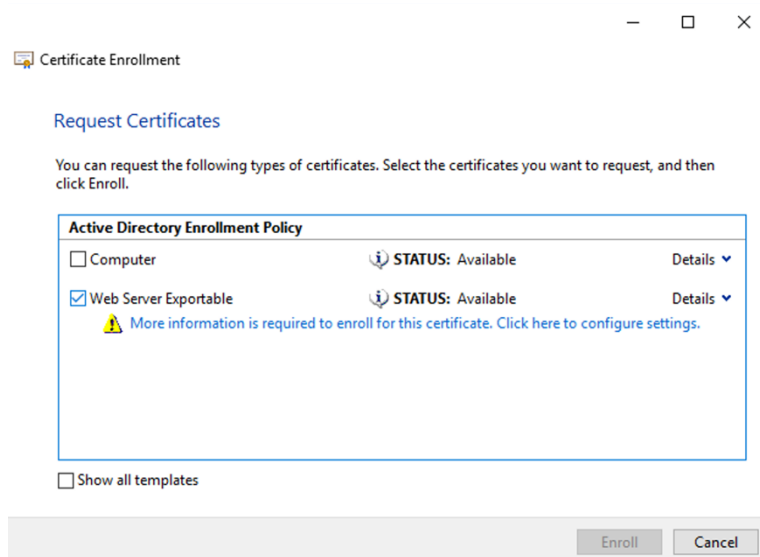 Certificate Enrollment
Request Certificates
You can request the following types of certificates. Select the certificates you want to request, and then
click Enroll.
Active Directory Enrollment Policy
Computer STATUS: Available Details
Web Server Exportable STATUS: Available Details
More information is required to enroll for this certificate. Click here to configure settings.
Show all templates
Enroll Cancel